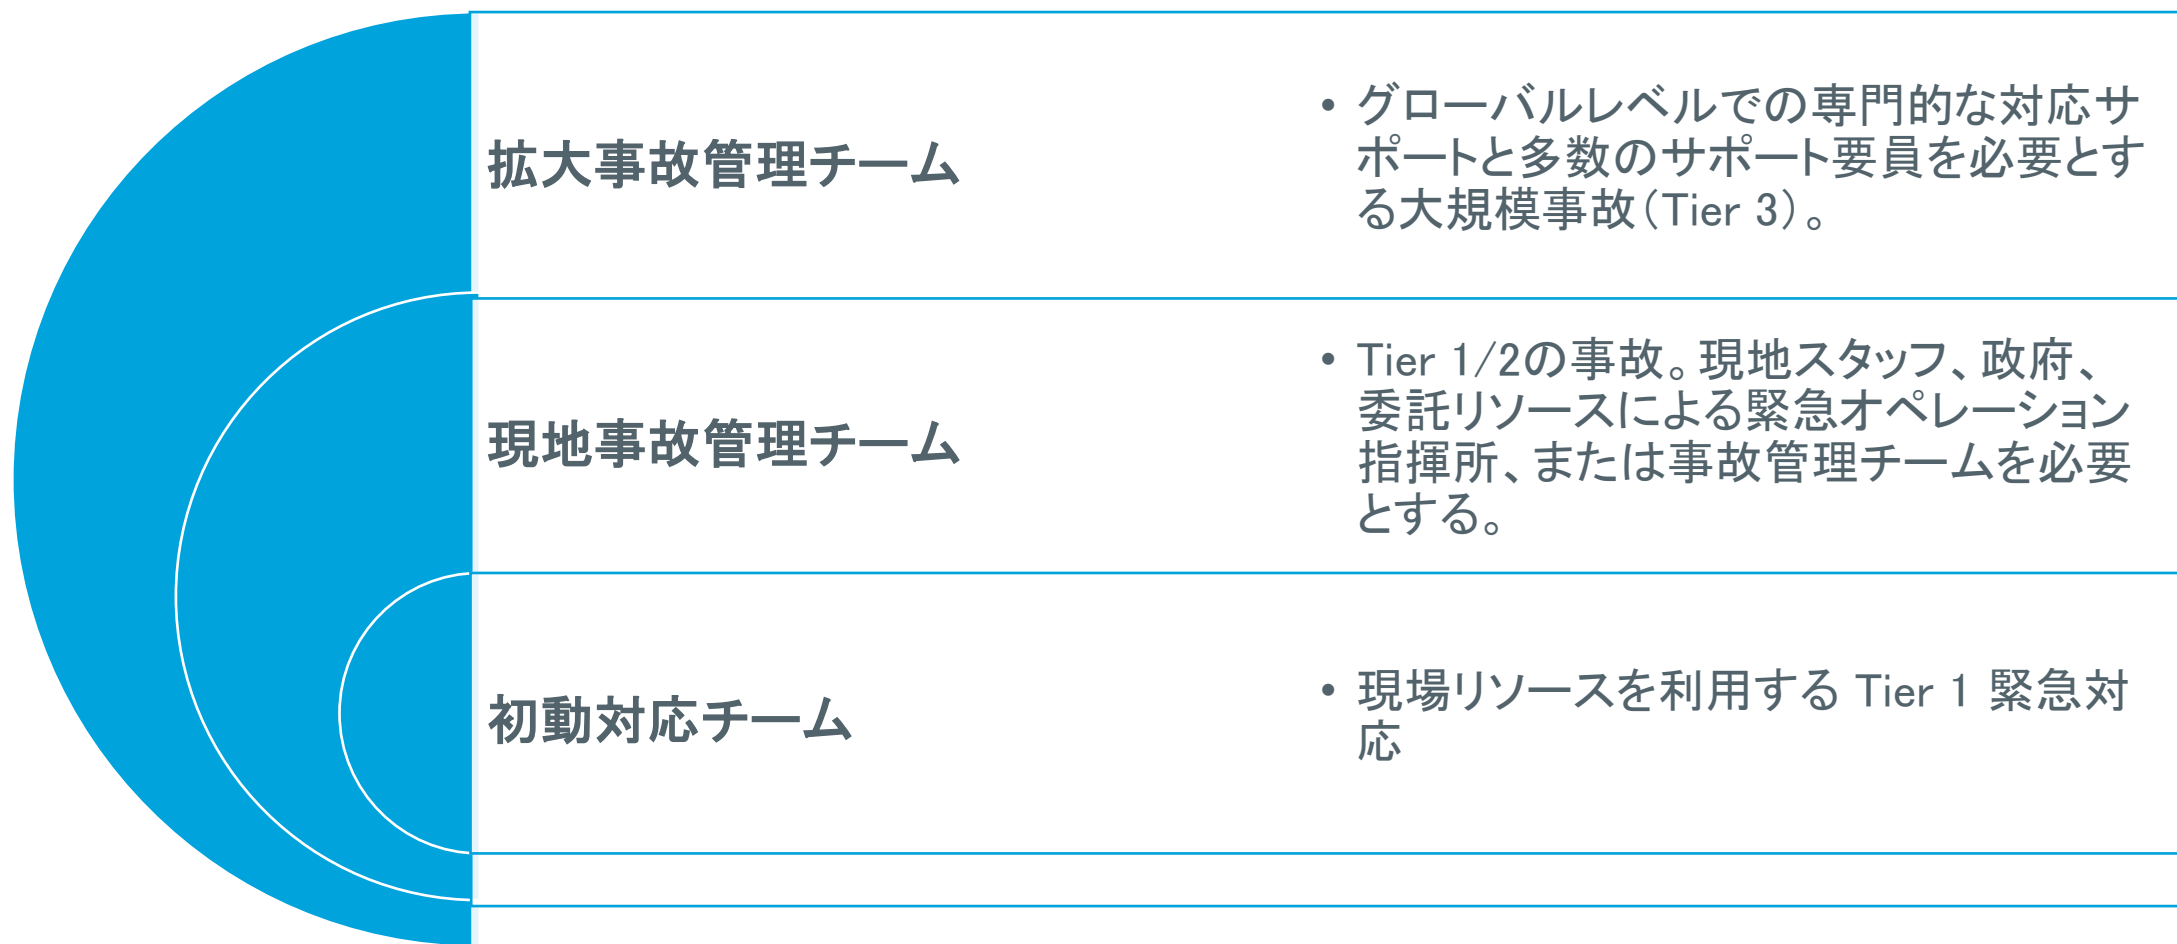 拡大事故管理チーム
• グローバルレベルでの専門的な対応サ
ポートと多数のサポート要員を必要とす
る大規模事故（Tier 3）。
現地事故管理チーム
• Tier 1/2の事故。現地スタッフ、政府、
委託リソースによる緊急オペレーション
指揮所、または事故管理チームを必要
とする。
初動対応チーム
• 現場リソースを利用する Tier 1 緊急対
応